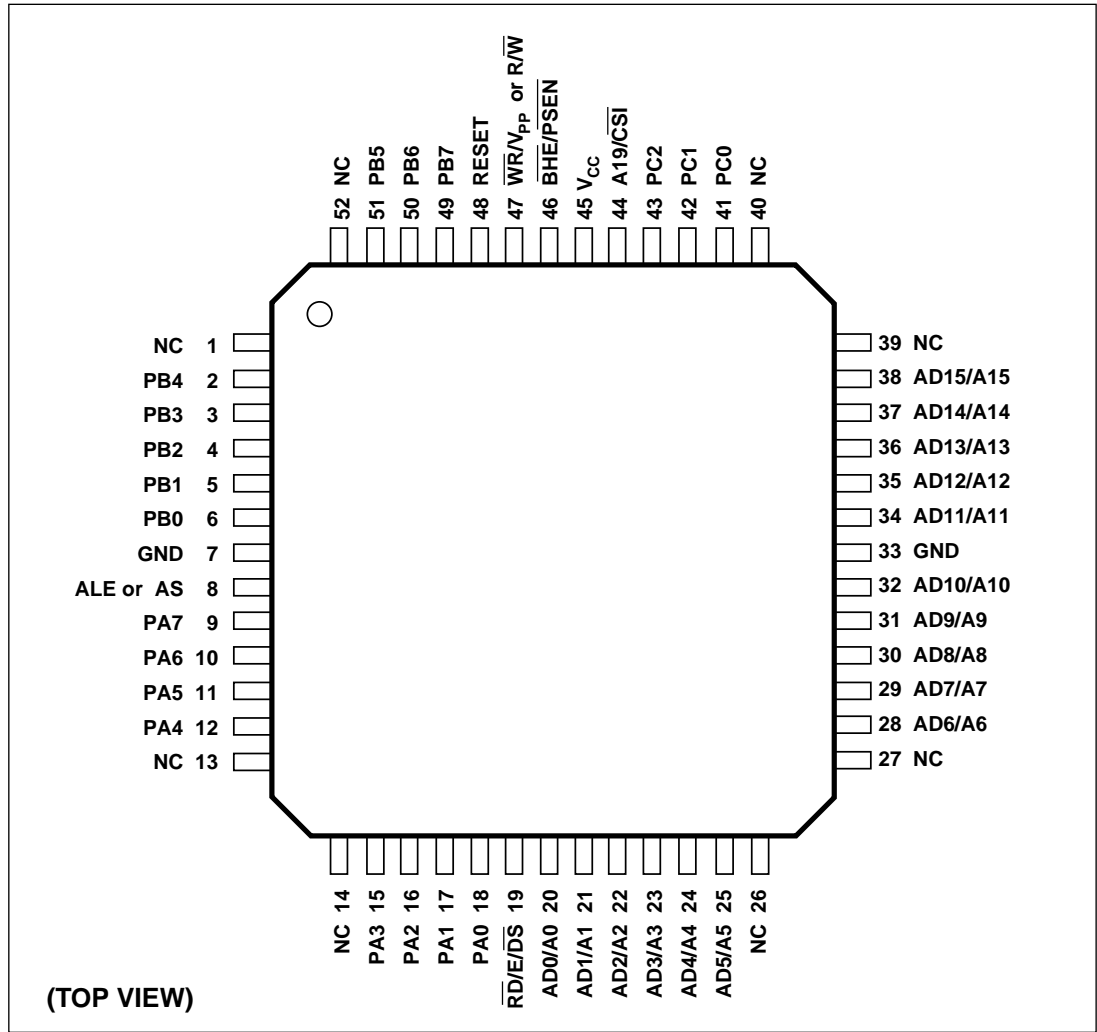 52 NC
51 PB5
50 PB6
49 PB7
48 RESET
47 W̅R̅/VPP or R/W̅
46 B̅H̅E̅/P̅S̅E̅N̅
45 VCC
44 A19/C̅S̅I̅
43 PC2
42 PC1
41 PC0
40 NC
NC 1
PB4 2
PB3 3
PB2 4
PB1 5
PB0 6
GND 7
ALE or AS 8
PA7 9
PA6 10
PA5 11
PA4 12
NC 13
39 NC
38 AD15/A15
37 AD14/A14
36 AD13/A13
35 AD12/A12
34 AD11/A11
33 GND
32 AD10/A10
31 AD9/A9
30 AD8/A8
29 AD7/A7
28 AD6/A6
27 NC
NC 14
PA3 15
PA2 16
PA1 17
PA0 18
R̅D̅/E/D̅S̅ 19
AD0/A0 20
AD1/A1 21
AD2/A2 22
AD3/A3 23
AD4/A4 24
AD5/A5 25
NC 26
(TOP VIEW)